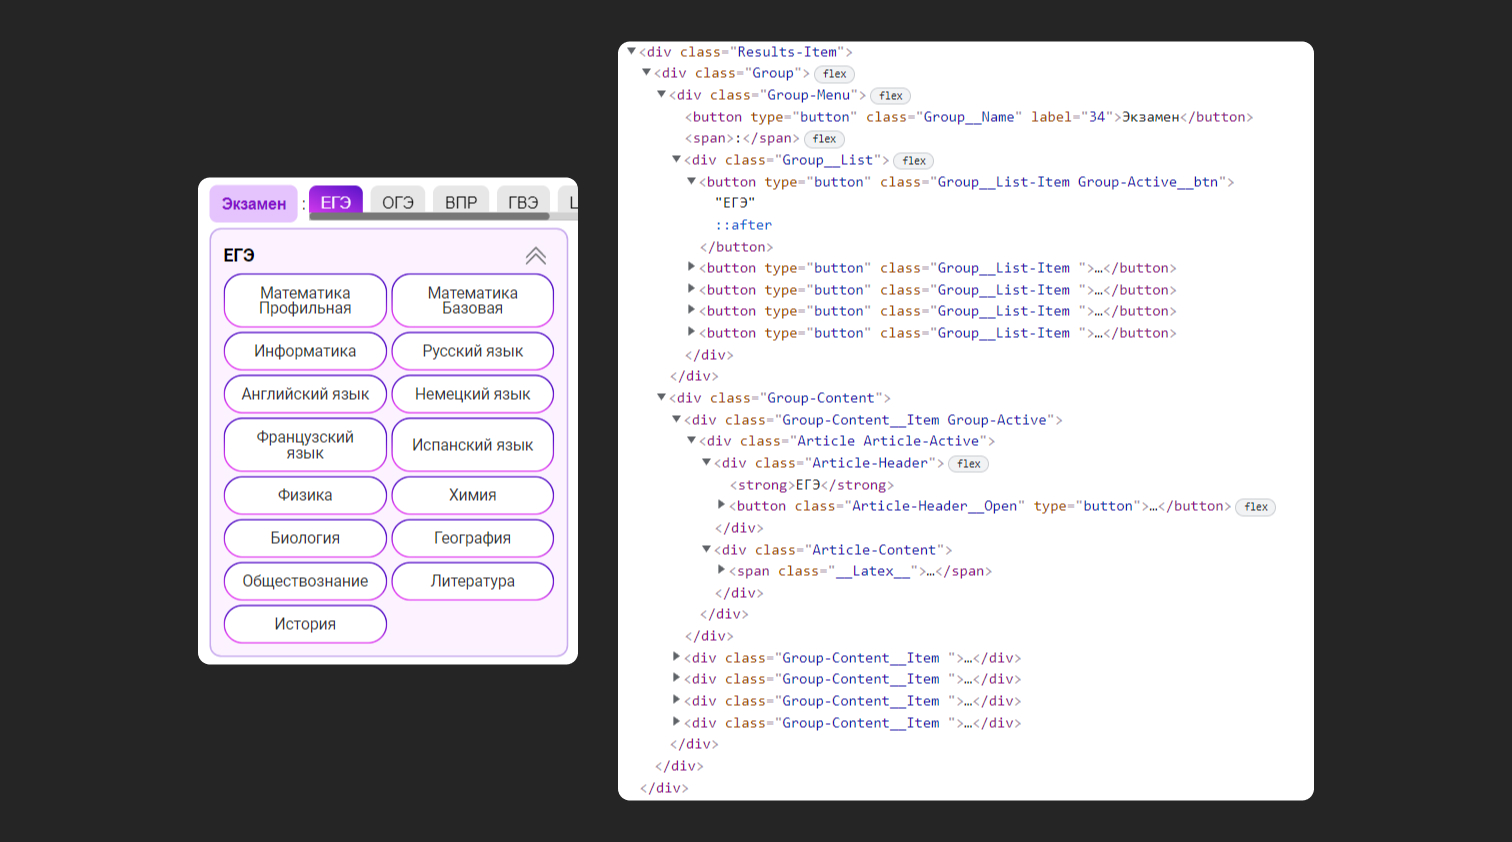 Экзамен : ЕГЭ ОГЭ ВПР ГВЭ
ЕГЭ
Математика Профильная
Математика Базовая
Информатика
Русский язык
Английский язык
Немецкий язык
Французский язык
Испанский язык
Физика
Химия
Биология
География
Обществознание
Литература
История
<div class="Results-Item">
<div class="Group"> flex
<div class="Group-Menu"> flex
<button type="button" class="Group__Name" label="34">Экзамен</button>
<span>:</span> flex
<div class="Group__List"> flex
<button type="button" class="Group__List-Item Group-Active__btn">
"ЕГЭ"
::after
</button>
<button type="button" class="Group__List-Item ">…</button>
<button type="button" class="Group__List-Item ">…</button>
<button type="button" class="Group__List-Item ">…</button>
<button type="button" class="Group__List-Item ">…</button>
</div>
</div>
<div class="Group-Content">
<div class="Group-Content__Item Group-Active">
<div class="Article Article-Active">
<div class="Article-Header"> flex
<strong>ЕГЭ</strong>
<button class="Article-Header__Open" type="button">…</button> flex
</div>
<div class="Article-Content">
<span class="__Latex__">…</span>
</div>
</div>
</div>
<div class="Group-Content__Item ">…</div>
<div class="Group-Content__Item ">…</div>
<div class="Group-Content__Item ">…</div>
<div class="Group-Content__Item ">…</div>
</div>
</div>
</div>